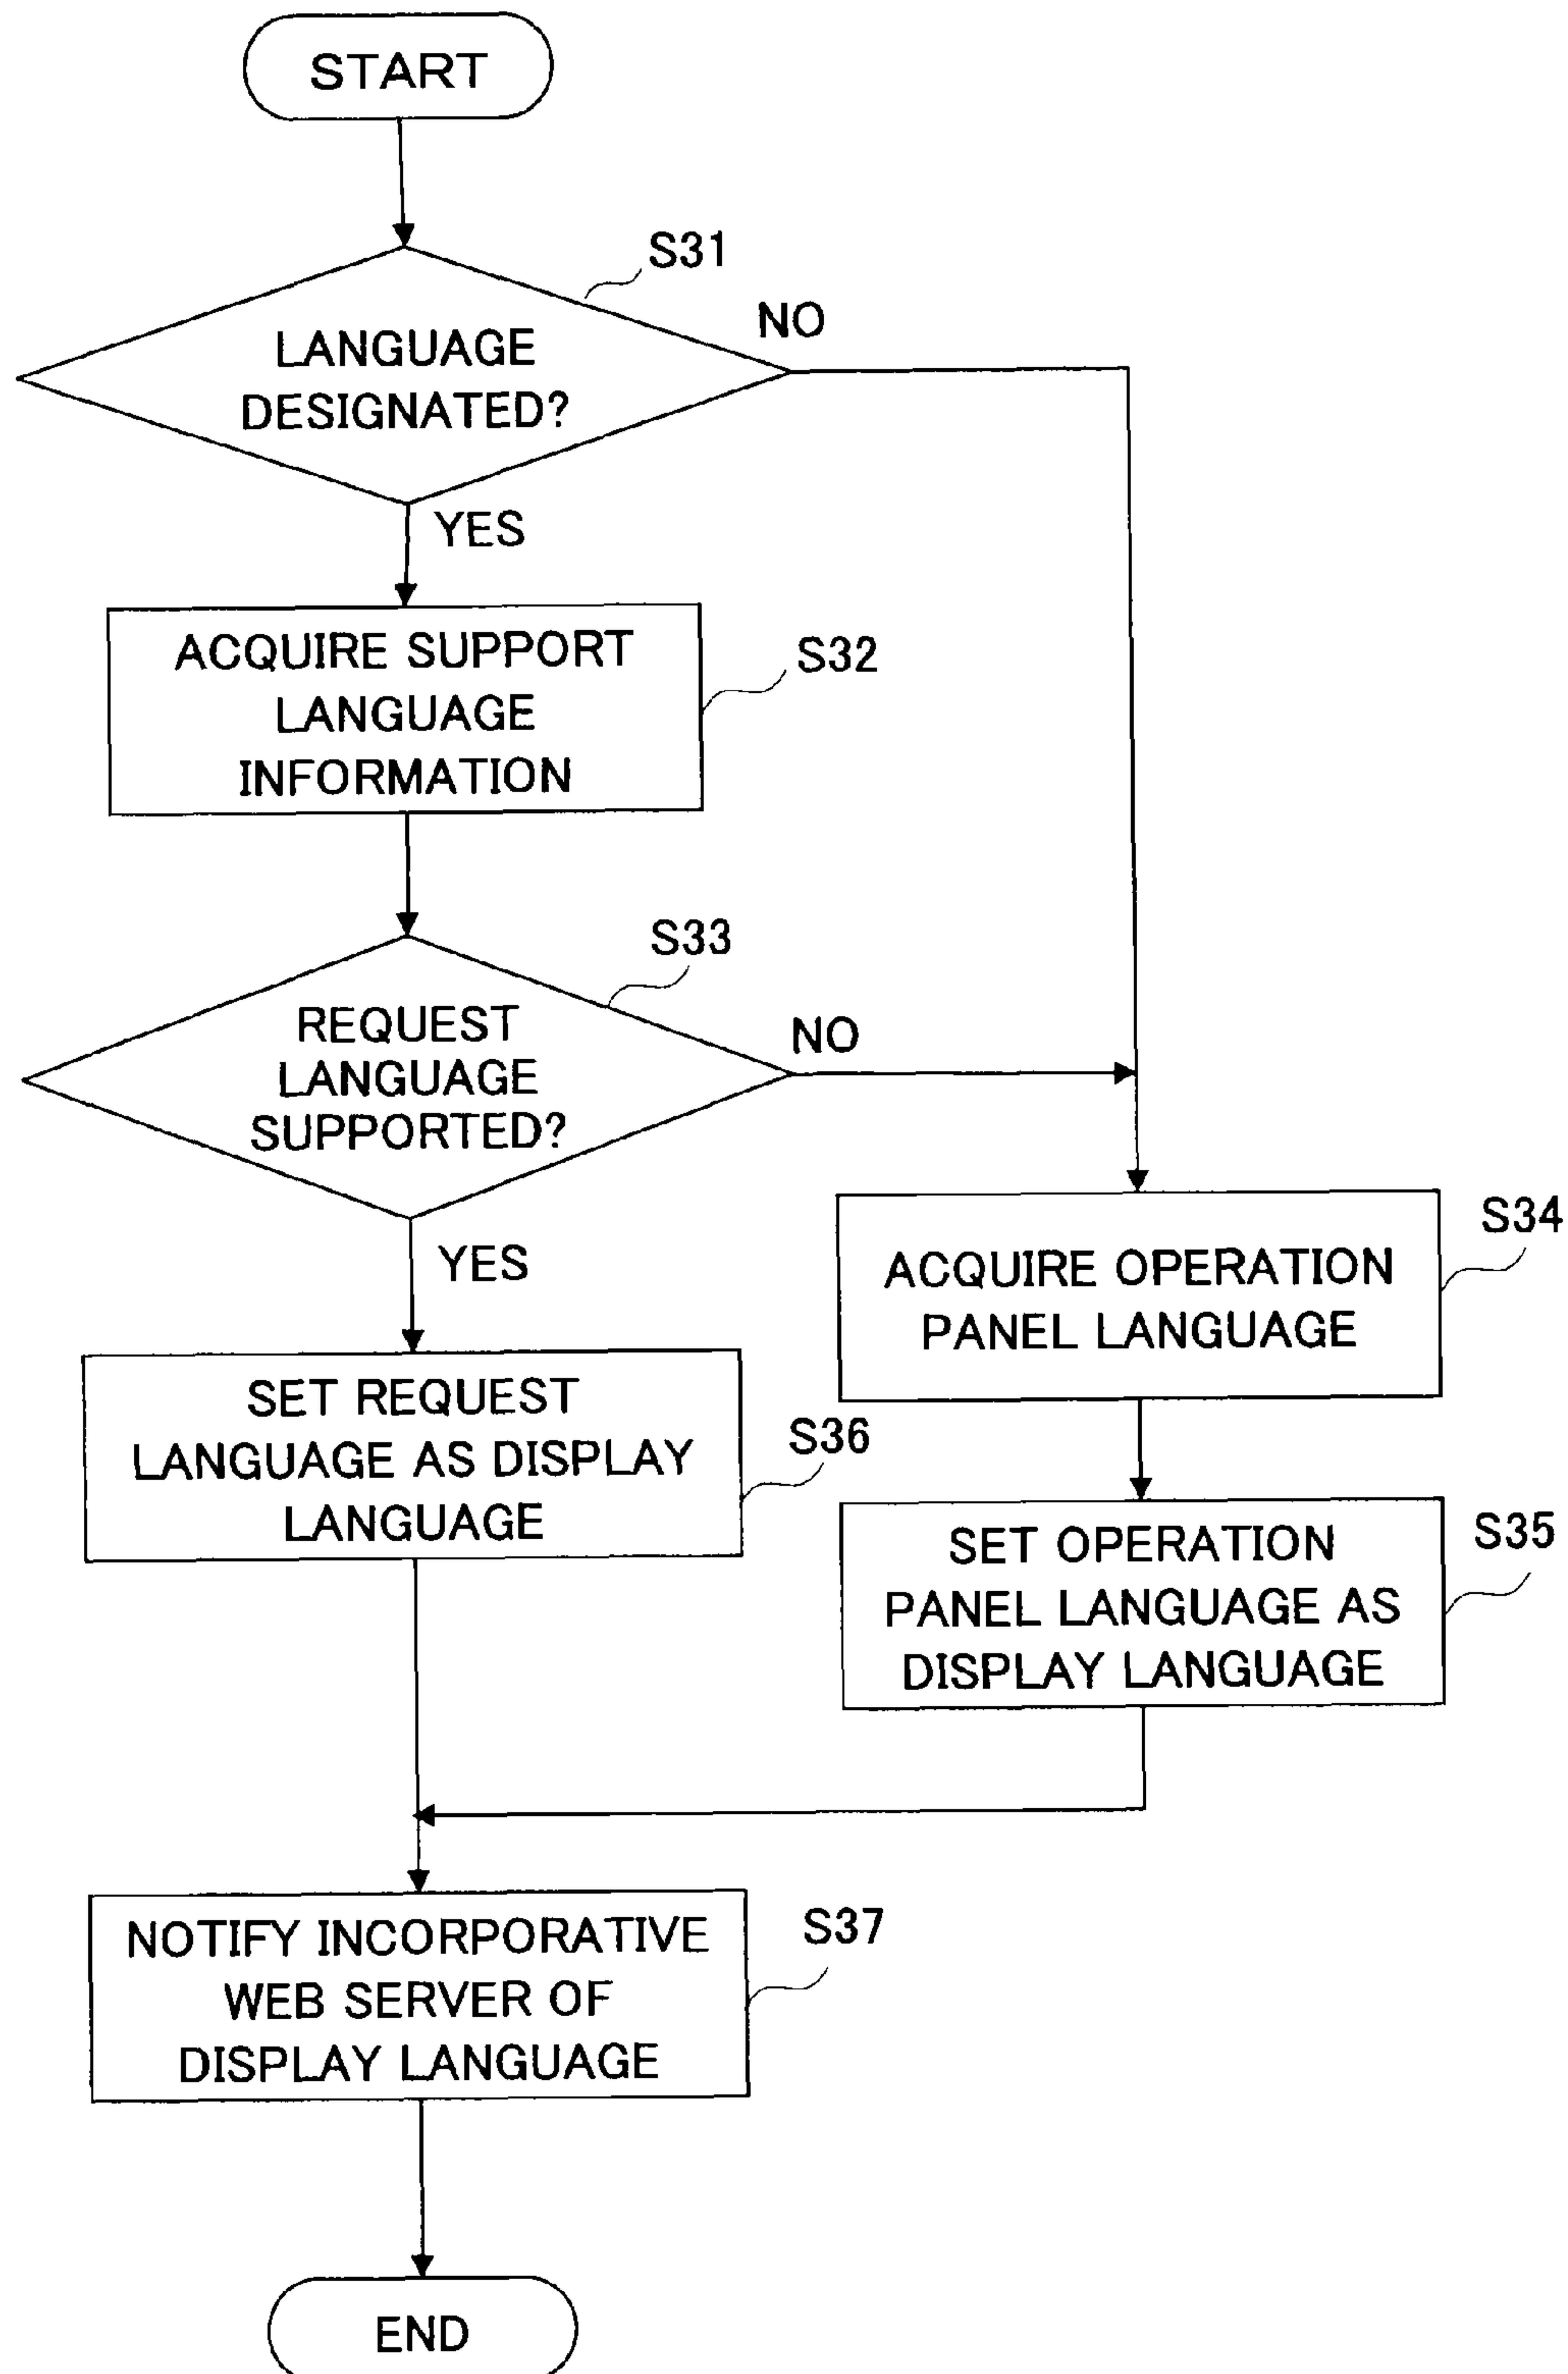 START
S31
LANGUAGE
DESIGNATED?
NO
YES
ACQUIRE SUPPORT
LANGUAGE
INFORMATION
S32
S33
REQUEST
LANGUAGE
SUPPORTED?
NO
YES
S34
ACQUIRE OPERATION
PANEL LANGUAGE
SET REQUEST
LANGUAGE AS DISPLAY
LANGUAGE
S36
S35
SET OPERATION
PANEL LANGUAGE AS
DISPLAY LANGUAGE
NOTIFY INCORPORATIVE
WEB SERVER OF
DISPLAY LANGUAGE
S37
END